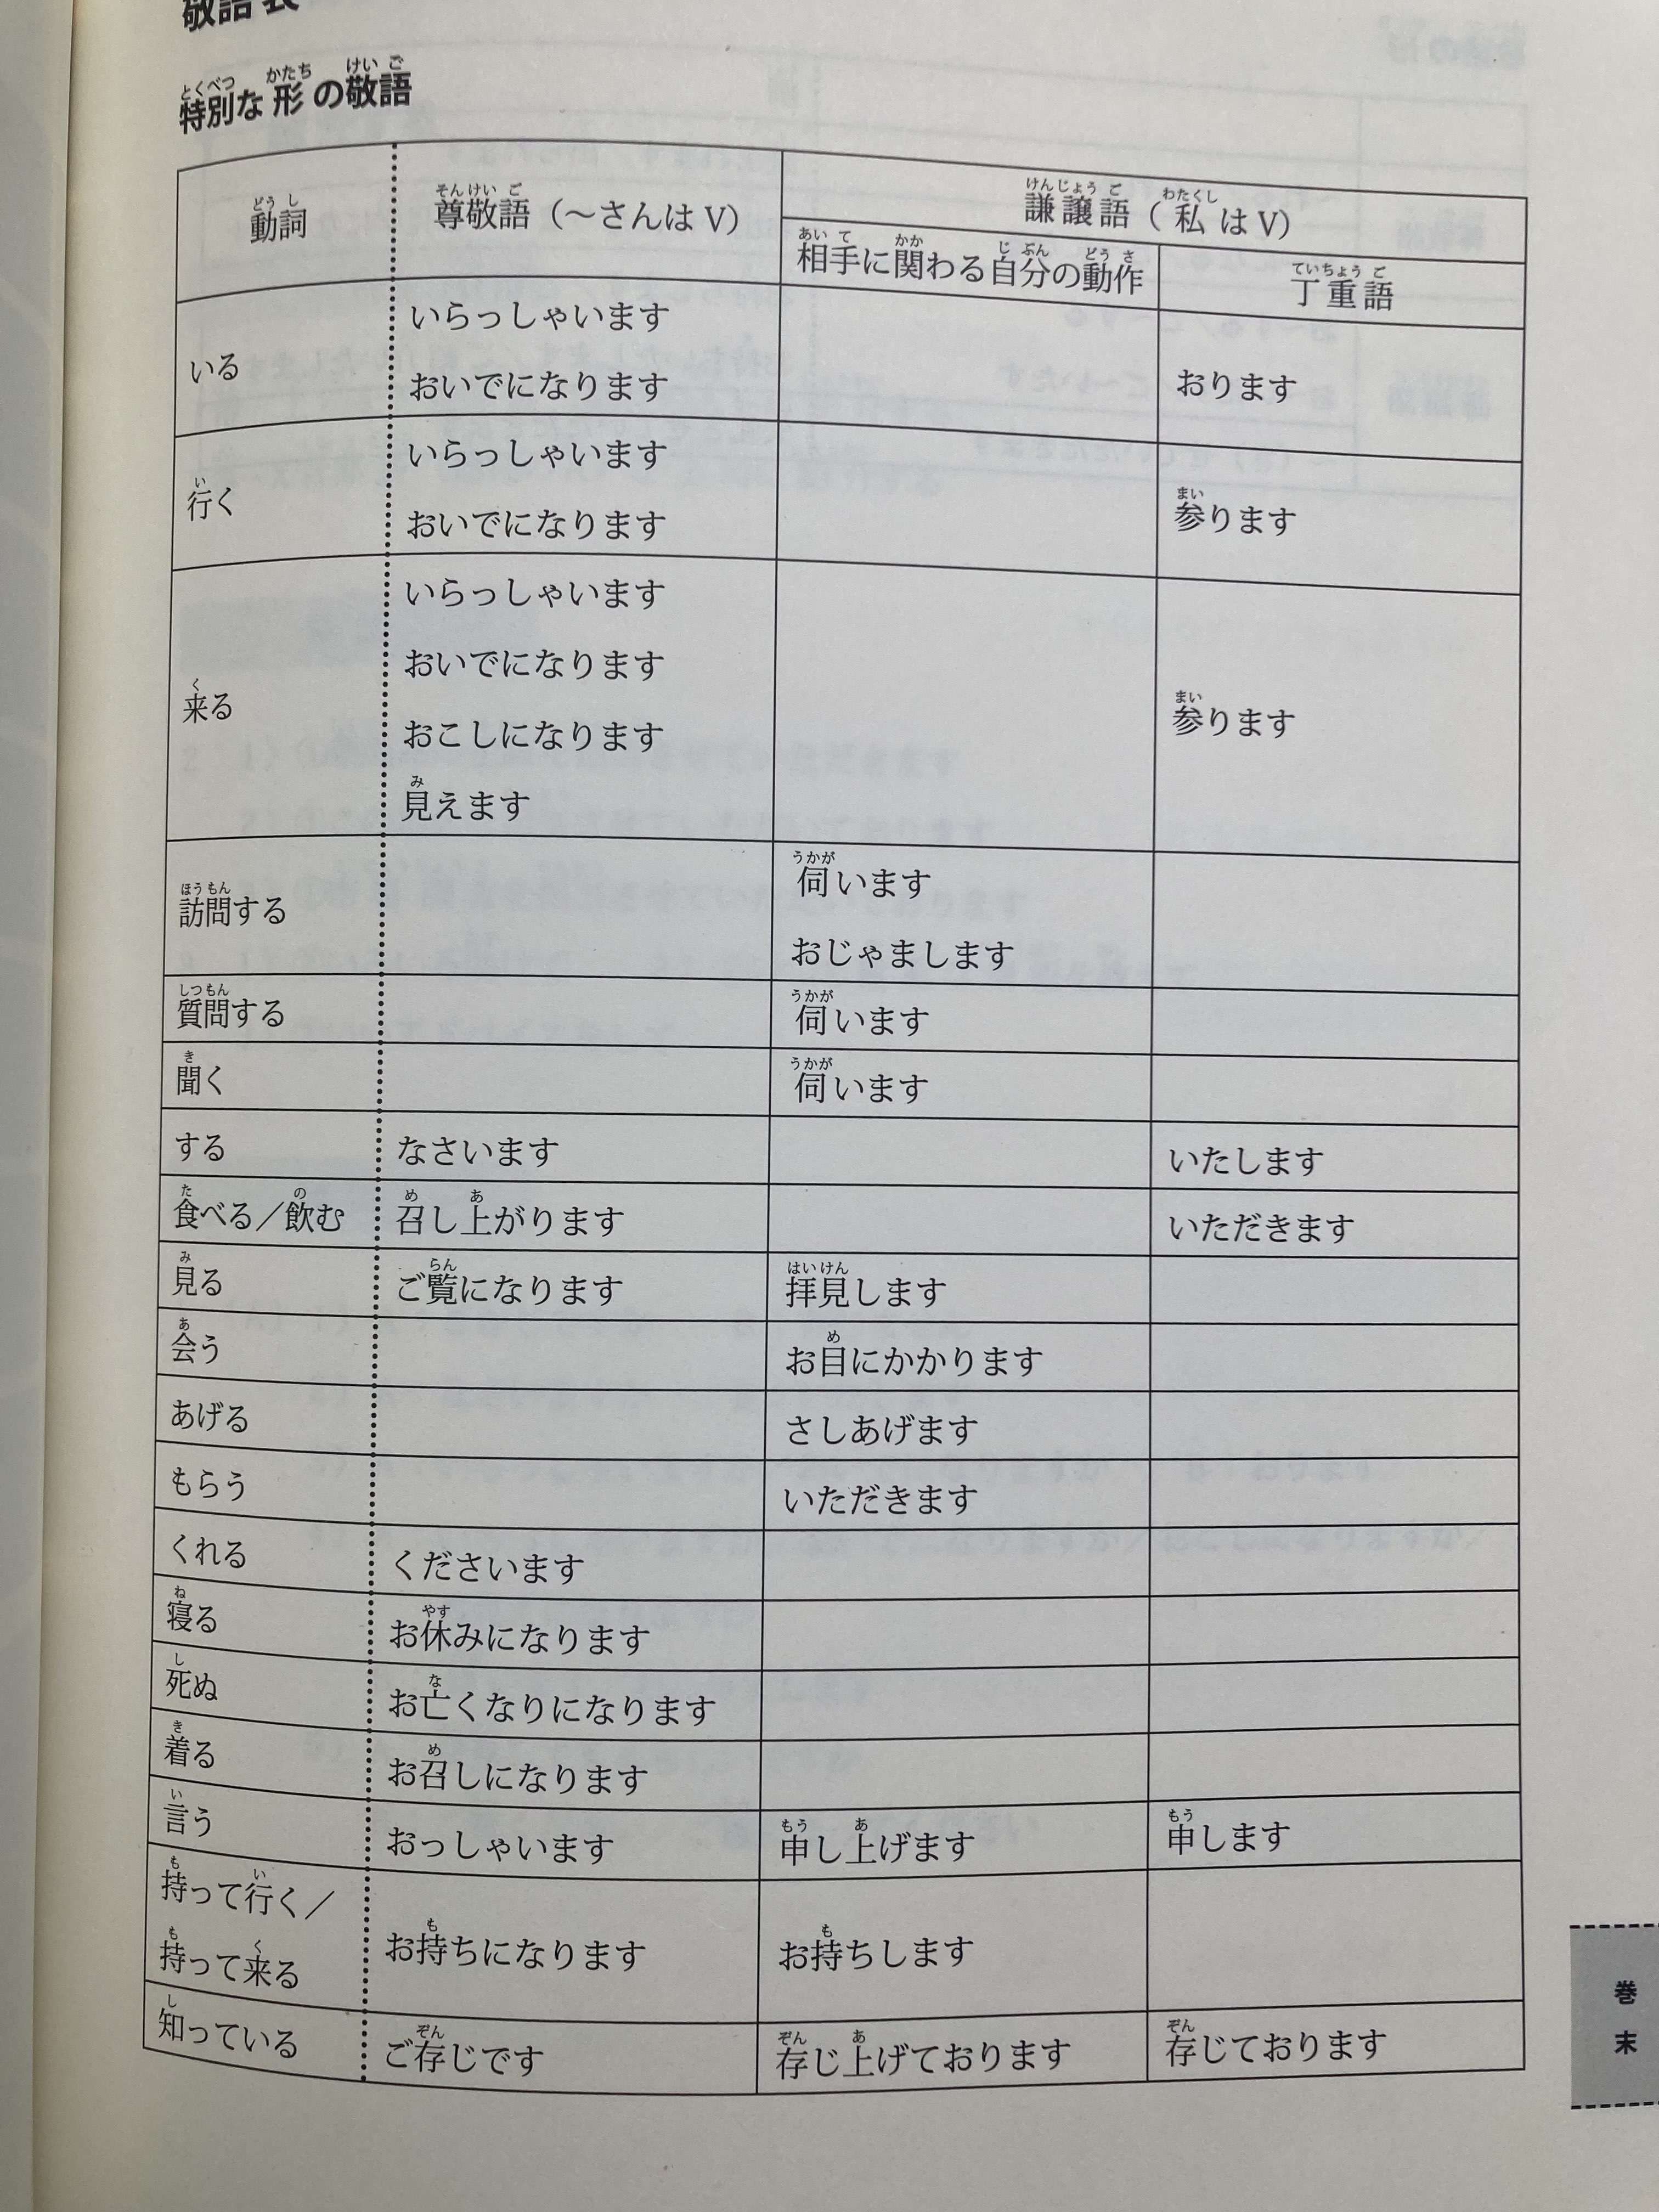 敬語表
特別な形の敬語
動詞 尊敬語（～さんは V） 謙譲語（私は V）
相手に関わる自分の動作 丁重語
いる いらっしゃいます
おいでになります おります
行く いらっしゃいます
おいでになります 参ります
来る いらっしゃいます
おいでになります
おこしになります
見えます 参ります
訪問する 伺います
おじゃまします
質問する 伺います
聞く 伺います
する なさいます いたします
食べる／飲む 召し上がります いただきます
見る ご覧になります 拝見します
会う お目にかかります
あげる さしあげます
もらう いただきます
くれる くださいます
寝る お休みになります
死ぬ お亡くなりになります
着る お召しになります
言う おっしゃいます 申し上げます 申します
持って行く／
持って来る お持ちになります お持ちします
知っている ご存じです 存じ上げております 存じております
巻末